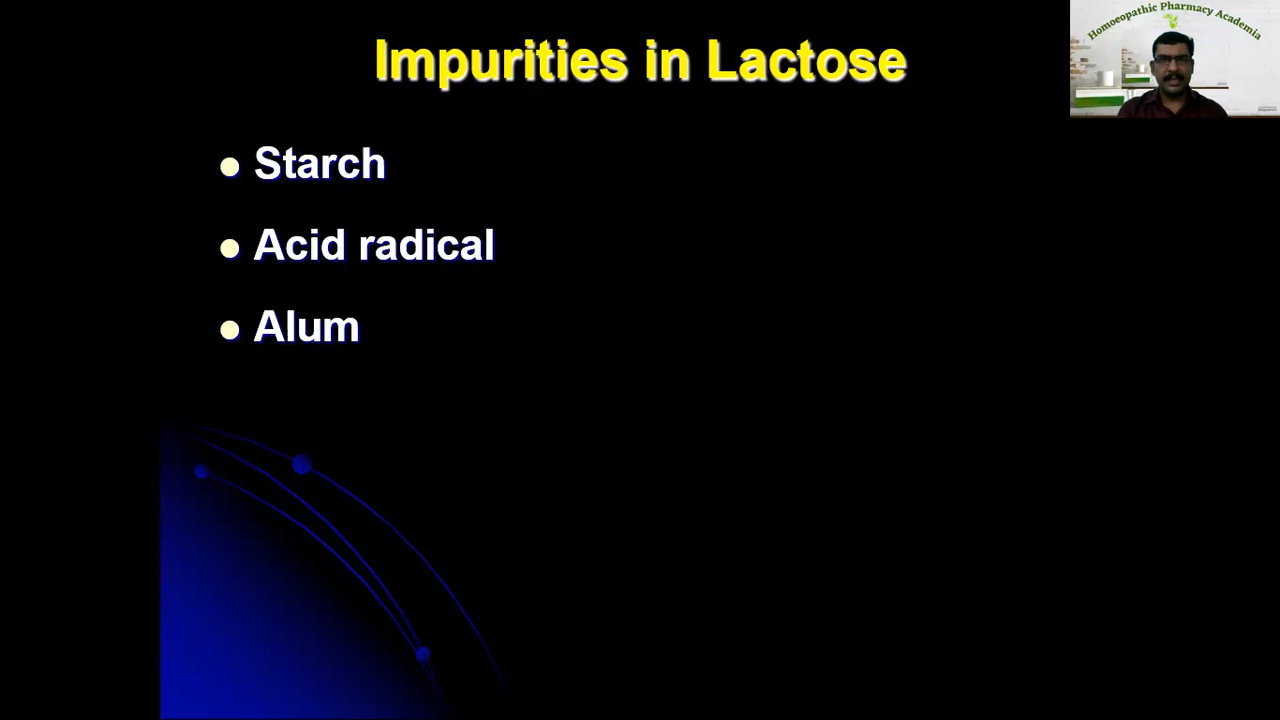 Impurities in Lactose
Homoeopathic Pharmacy Academia
Starch
Acid radical
Alum